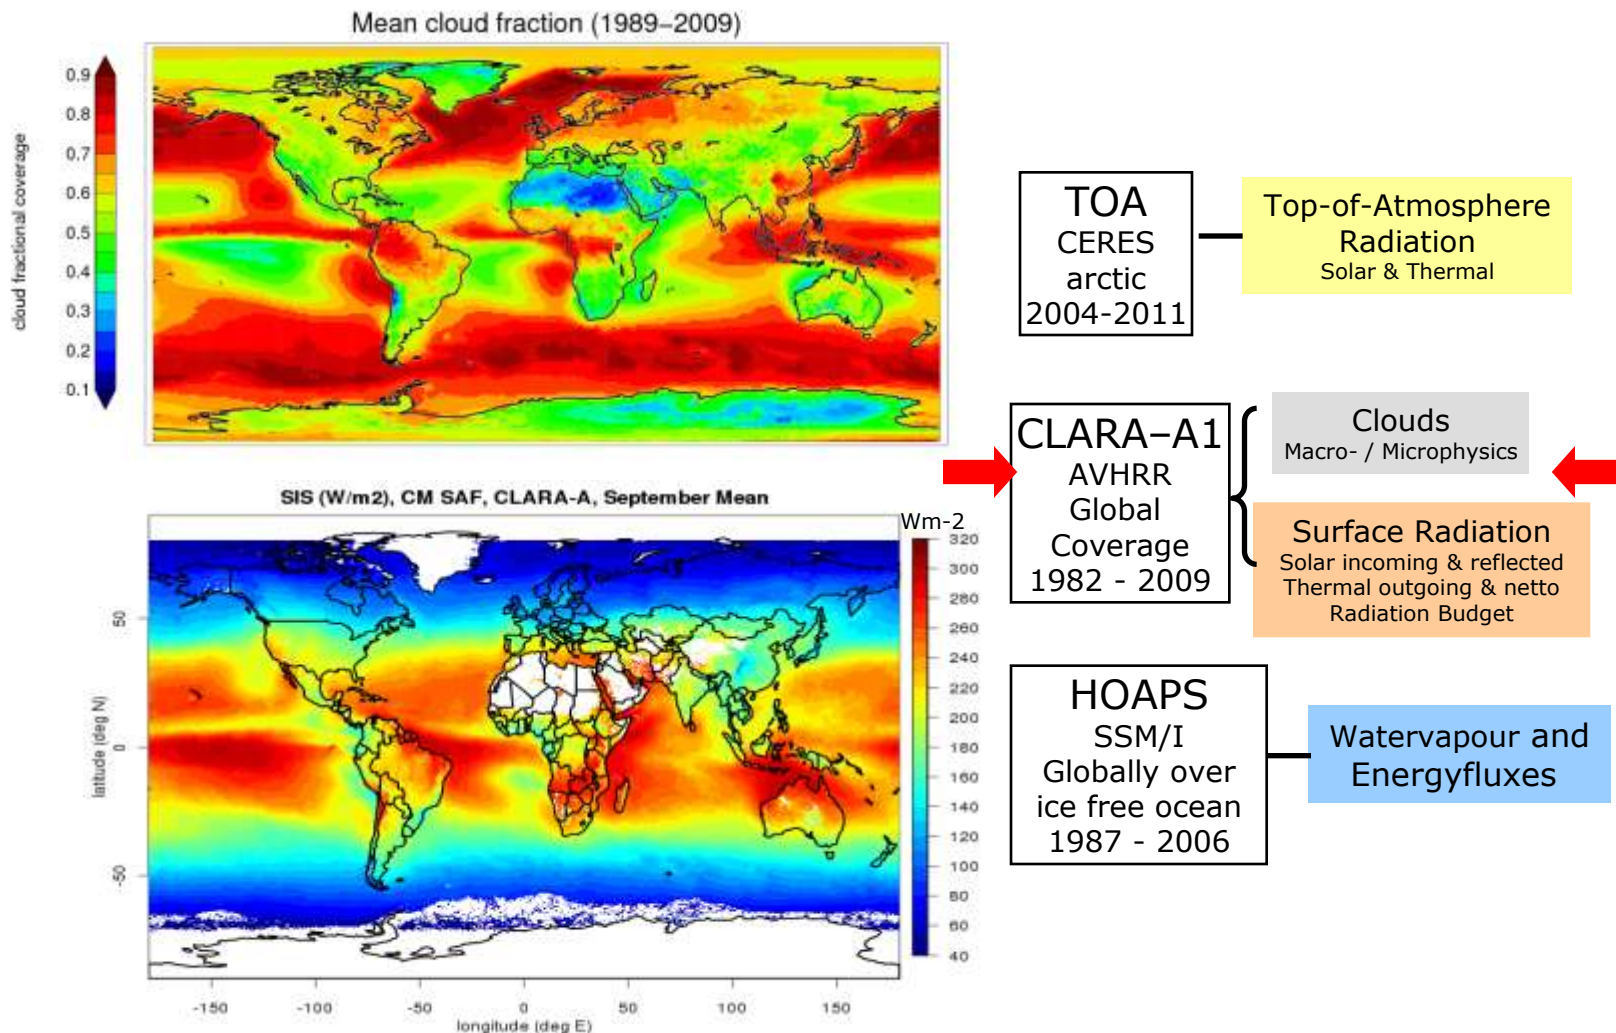 Mean cloud fraction (1989–2009)
cloud fractional coverage
0.9
0.8
0.7
0.6
0.5
0.4
0.3
0.2
0.1
SIS (W/m2), CM SAF, CLARA-A, September Mean
Wm-2
320
300
280
260
240
220
200
180
160
140
120
100
80
60
40
latitude (deg N)
50
0
-50
-150
-100
-50
0
50
100
150
longitude (deg E)
TOA
CERES
arctic
2004-2011
Top-of-Atmosphere
Radiation
Solar & Thermal
CLARA–A1
AVHRR
Global
Coverage
1982 - 2009
Clouds
Macro- / Microphysics
Surface Radiation
Solar incoming & reflected
Thermal outgoing & netto
Radiation Budget
HOAPS
SSM/I
Globally over
ice free ocean
1987 - 2006
Watervapour and
Energyfluxes